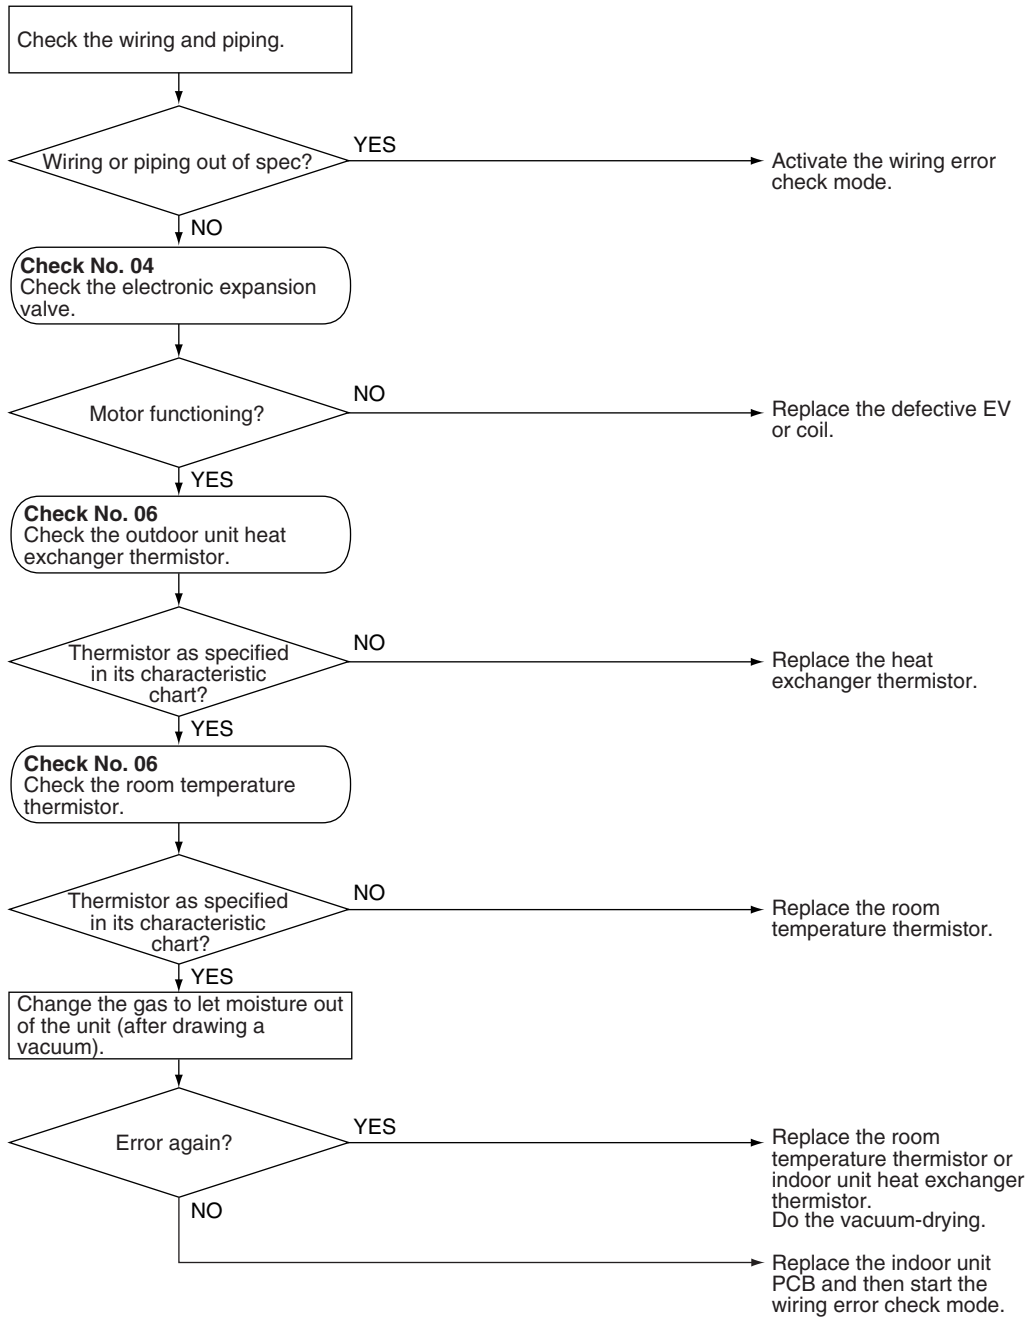 Check the wiring and piping.
Wiring or piping out of spec?
YES
Activate the wiring error
check mode.
NO
Check No. 04
Check the electronic expansion
valve.
Motor functioning?
NO
Replace the defective EV
or coil.
YES
Check No. 06
Check the outdoor unit heat
exchanger thermistor.
Thermistor as specified
in its characteristic
chart?
NO
Replace the heat
exchanger thermistor.
YES
Check No. 06
Check the room temperature
thermistor.
Thermistor as specified
in its characteristic
chart?
NO
Replace the room
temperature thermistor.
YES
Change the gas to let moisture out
of the unit (after drawing a
vacuum).
Error again?
YES
Replace the room
temperature thermistor or
indoor unit heat exchanger
thermistor.
Do the vacuum-drying.
NO
Replace the indoor unit
PCB and then start the
wiring error check mode.